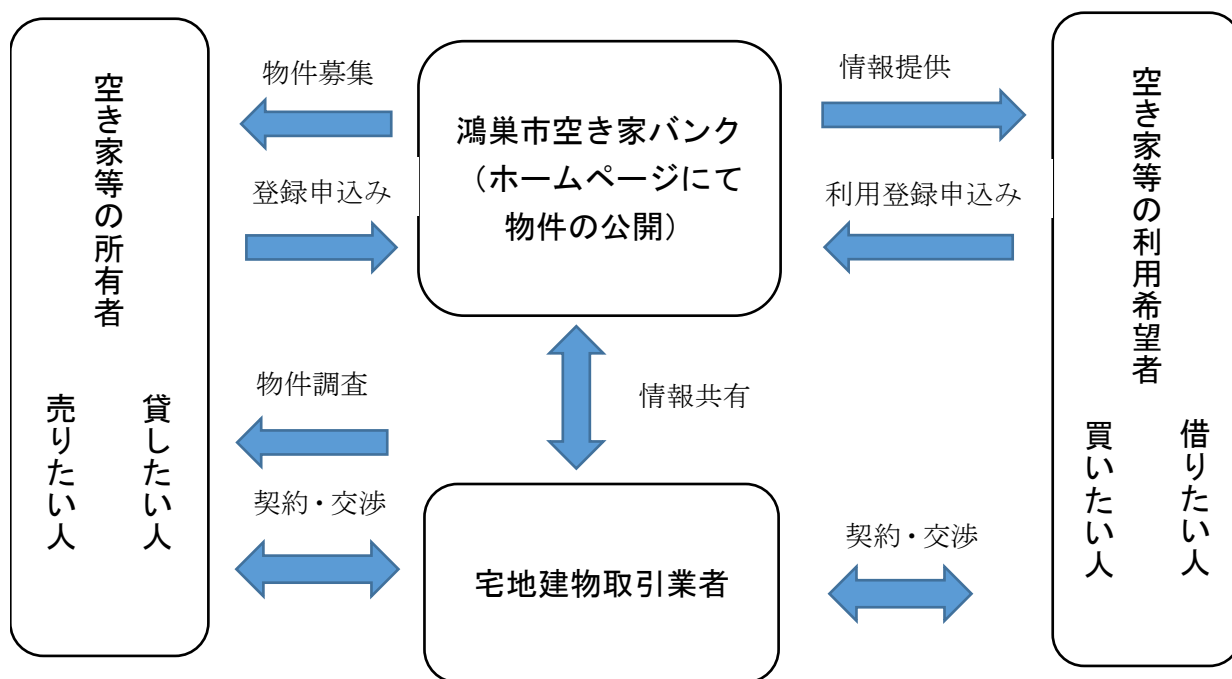 空き家等の所有者
貸したい人
売りたい人
物件募集
登録申込み
鴻巣市空き家バンク
（ホームページにて
物件の公開）
情報提供
利用登録申込み
物件調査
契約・交渉
情報共有
宅地建物取引業者
契約・交渉
空き家等の利用希望者
借りたい人
買いたい人